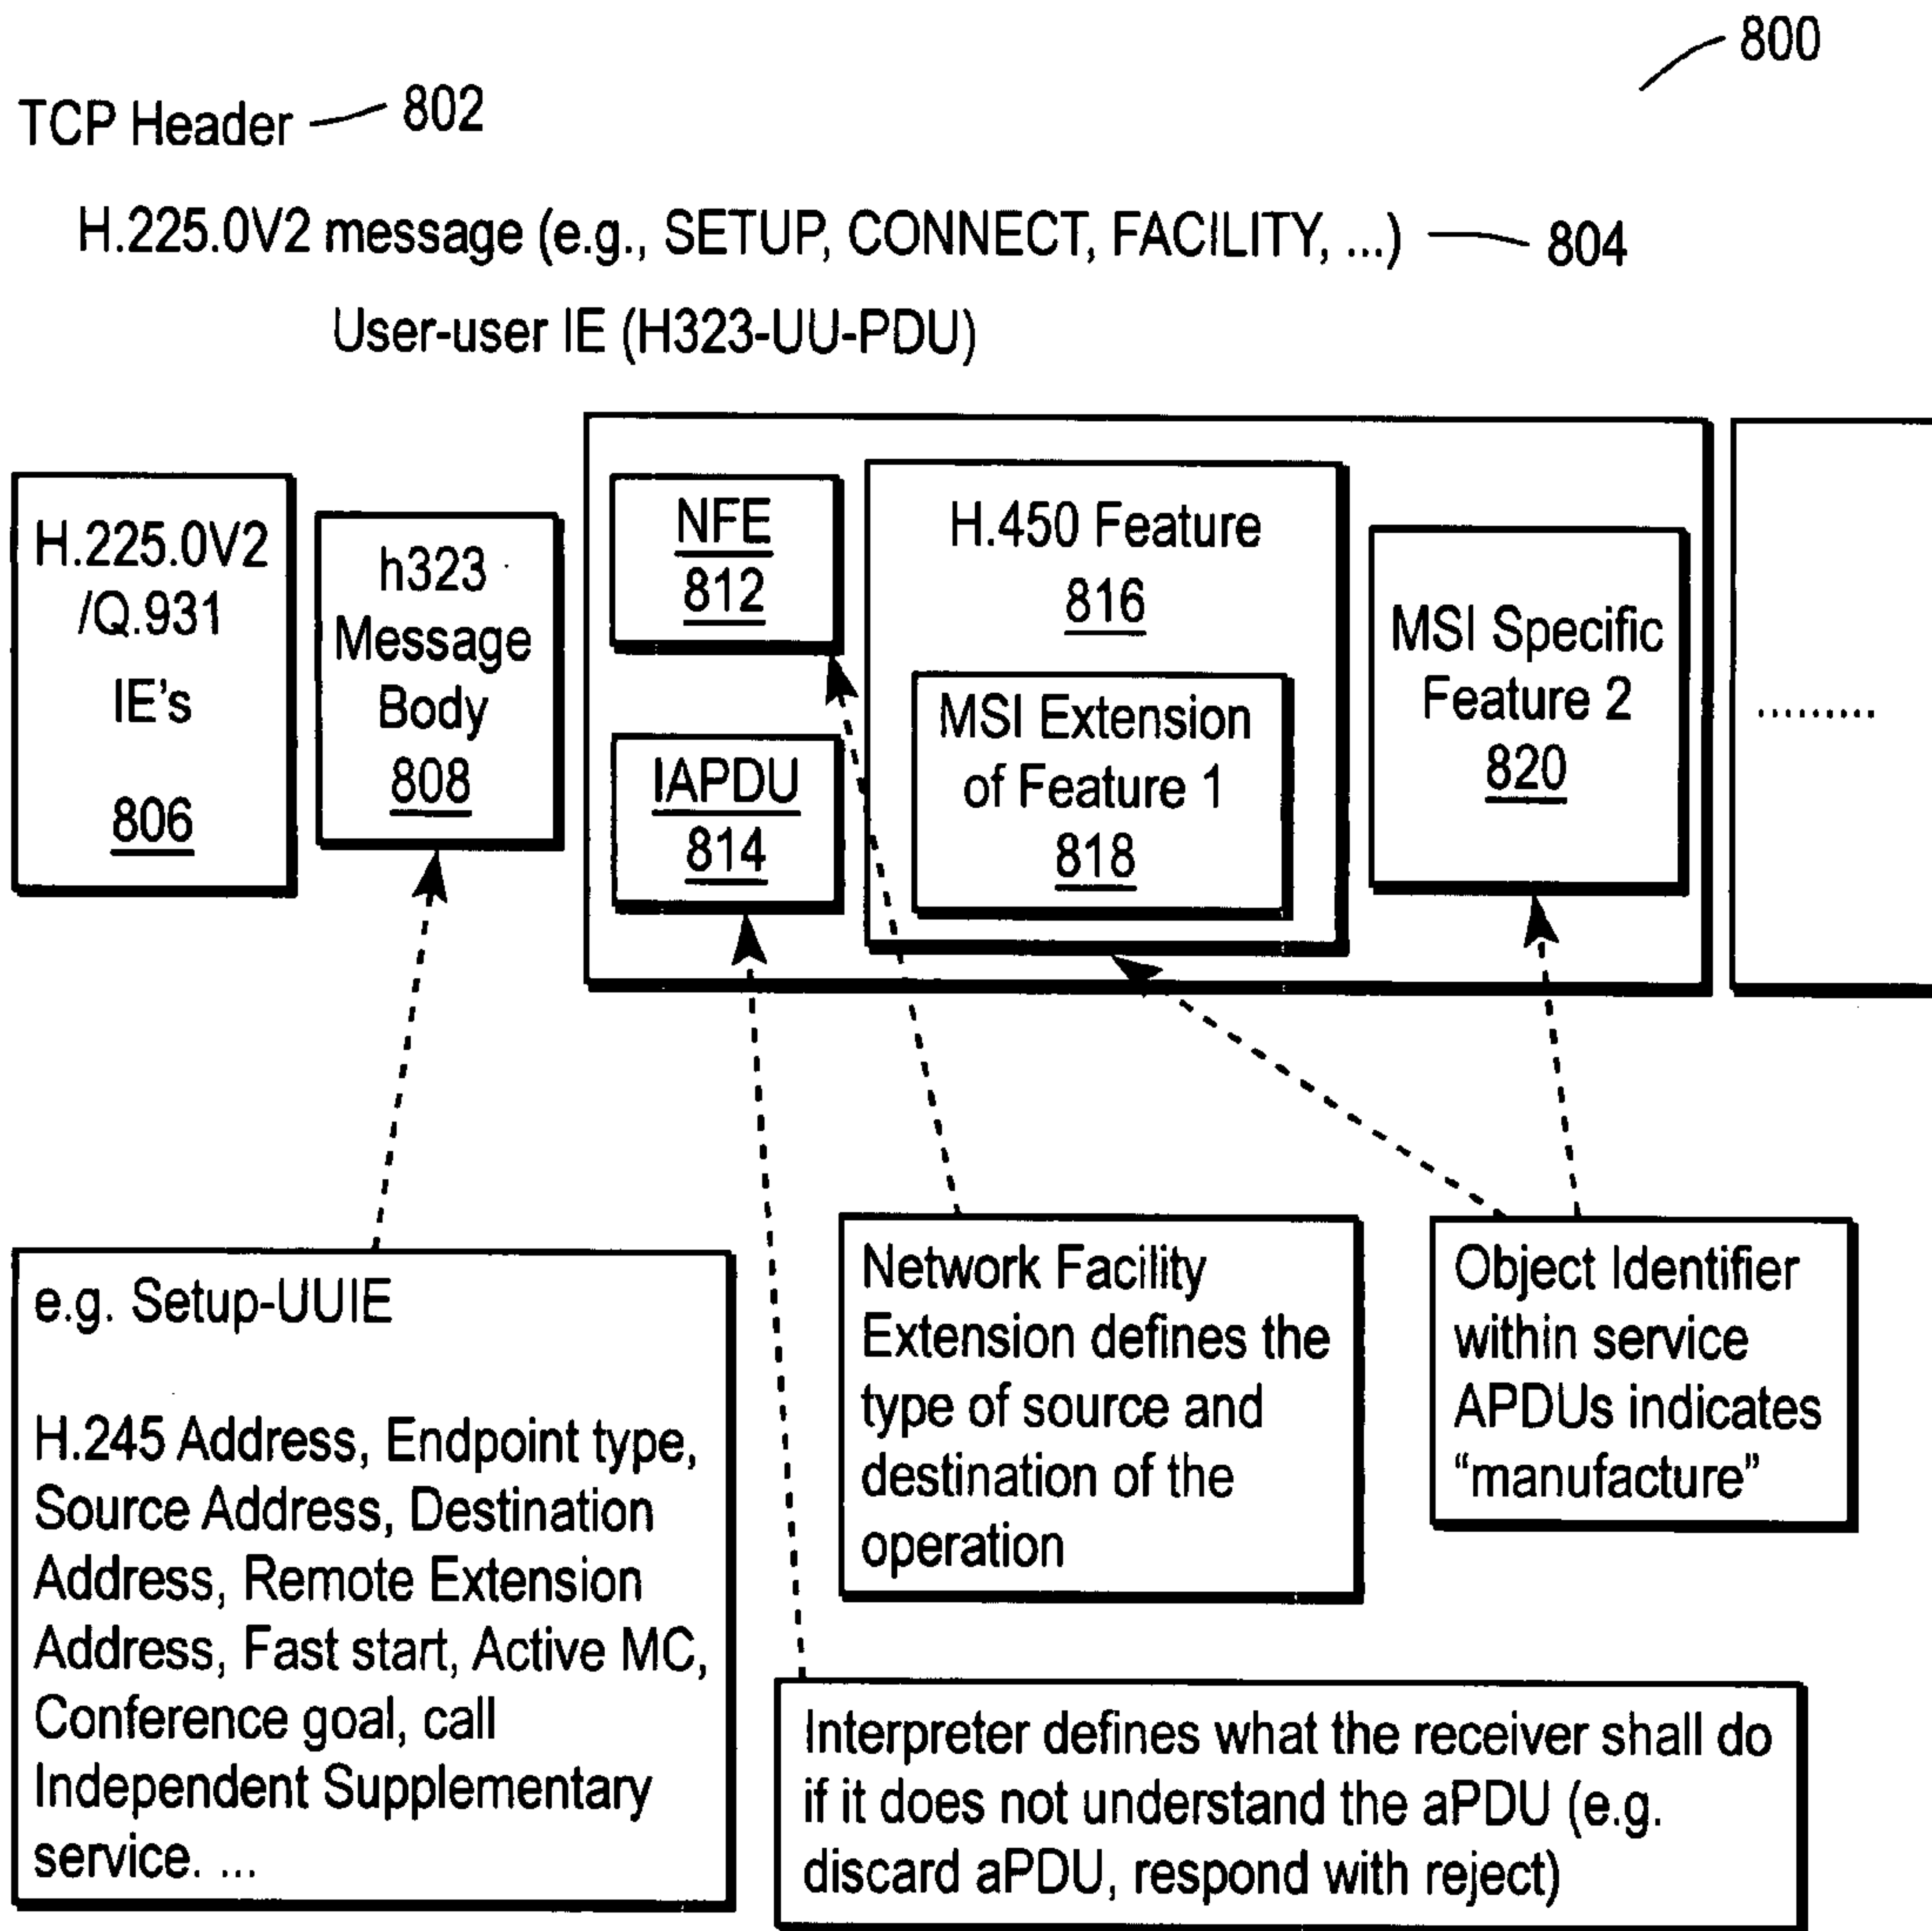 800
TCP Header 802
H.225.0V2 message (e.g., SETUP, CONNECT, FACILITY, ...) 804
User-user IE (H323-UU-PDU)
H.225.0V2
/Q.931
IE's
806
h323
Message
Body
808
NFE
812
IAPDU
814
H.450 Feature
816
MSI Extension
of Feature 1
818
MSI Specific
Feature 2
820
.........
e.g. Setup-UUIE
H.245 Address, Endpoint type,
Source Address, Destination
Address, Remote Extension
Address, Fast start, Active MC,
Conference goal, call
Independent Supplementary
service. ...
Network Facility
Extension defines the
type of source and
destination of the
operation
Object Identifier
within service
APDUs indicates
“manufacture”
Interpreter defines what the receiver shall do
if it does not understand the aPDU (e.g.
discard aPDU, respond with reject)